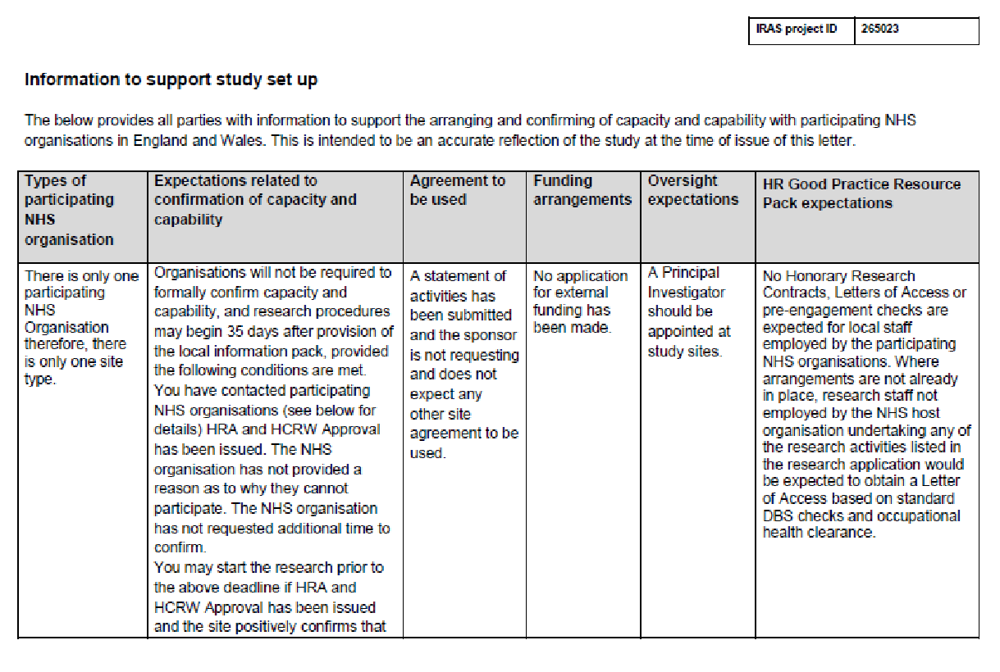 IRAS project ID 265023
Information to support study set up
The below provides all parties with information to support the arranging and confirming of capacity and capability with participating NHS
organisations in England and Wales. This is intended to be an accurate reflection of the study at the time of issue of this letter.
Types of
participating
NHS
organisation
Expectations related to
confirmation of capacity and
capability
Agreement to
be used
Funding
arrangements
Oversight
expectations
HR Good Practice Resource
Pack expectations
There is only one
participating
NHS
Organisation
therefore, there
is only one site
type.
Organisations will not be required to
formally confirm capacity and
capability, and research procedures
may begin 35 days after provision of
the local information pack, provided
the following conditions are met.
You have contacted participating
NHS organisations (see below for
details) HRA and HCRW Approval
has been issued. The NHS
organisation has not provided a
reason as to why they cannot
participate. The NHS organisation
has not requested additional time to
confirm.
You may start the research prior to
the above deadline if HRA and
HCRW Approval has been issued
and the site positively confirms that
A statement of
activities has
been submitted
and the sponsor
is not requesting
and does not
expect any
other site
agreement to be
used.
No application
for external
funding has
been made.
A Principal
Investigator
should be
appointed at
study sites.
No Honorary Research
Contracts, Letters of Access or
pre-engagement checks are
expected for local staff
employed by the participating
NHS organisations. Where
arrangements are not already
in place, research staff not
employed by the NHS host
organisation undertaking any of
the research activities listed in
the research application would
be expected to obtain a Letter
of Access based on standard
DBS checks and occupational
health clearance.